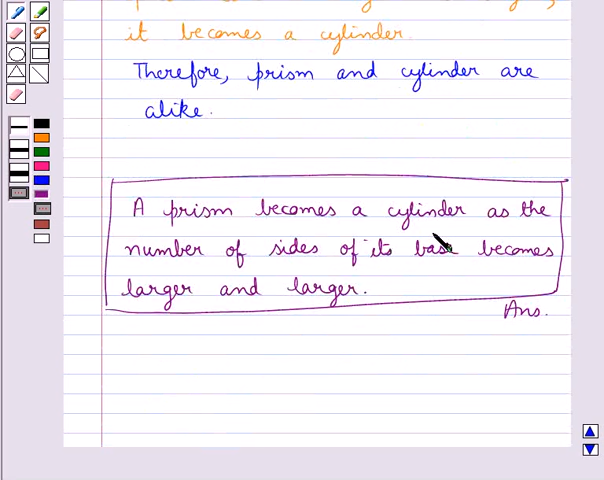 it becomes a cylinder.
Therefore, prism and cylinder are
alike.
A prism becomes a cylinder as the
number of sides of its base becomes
larger and larger.
Ans.